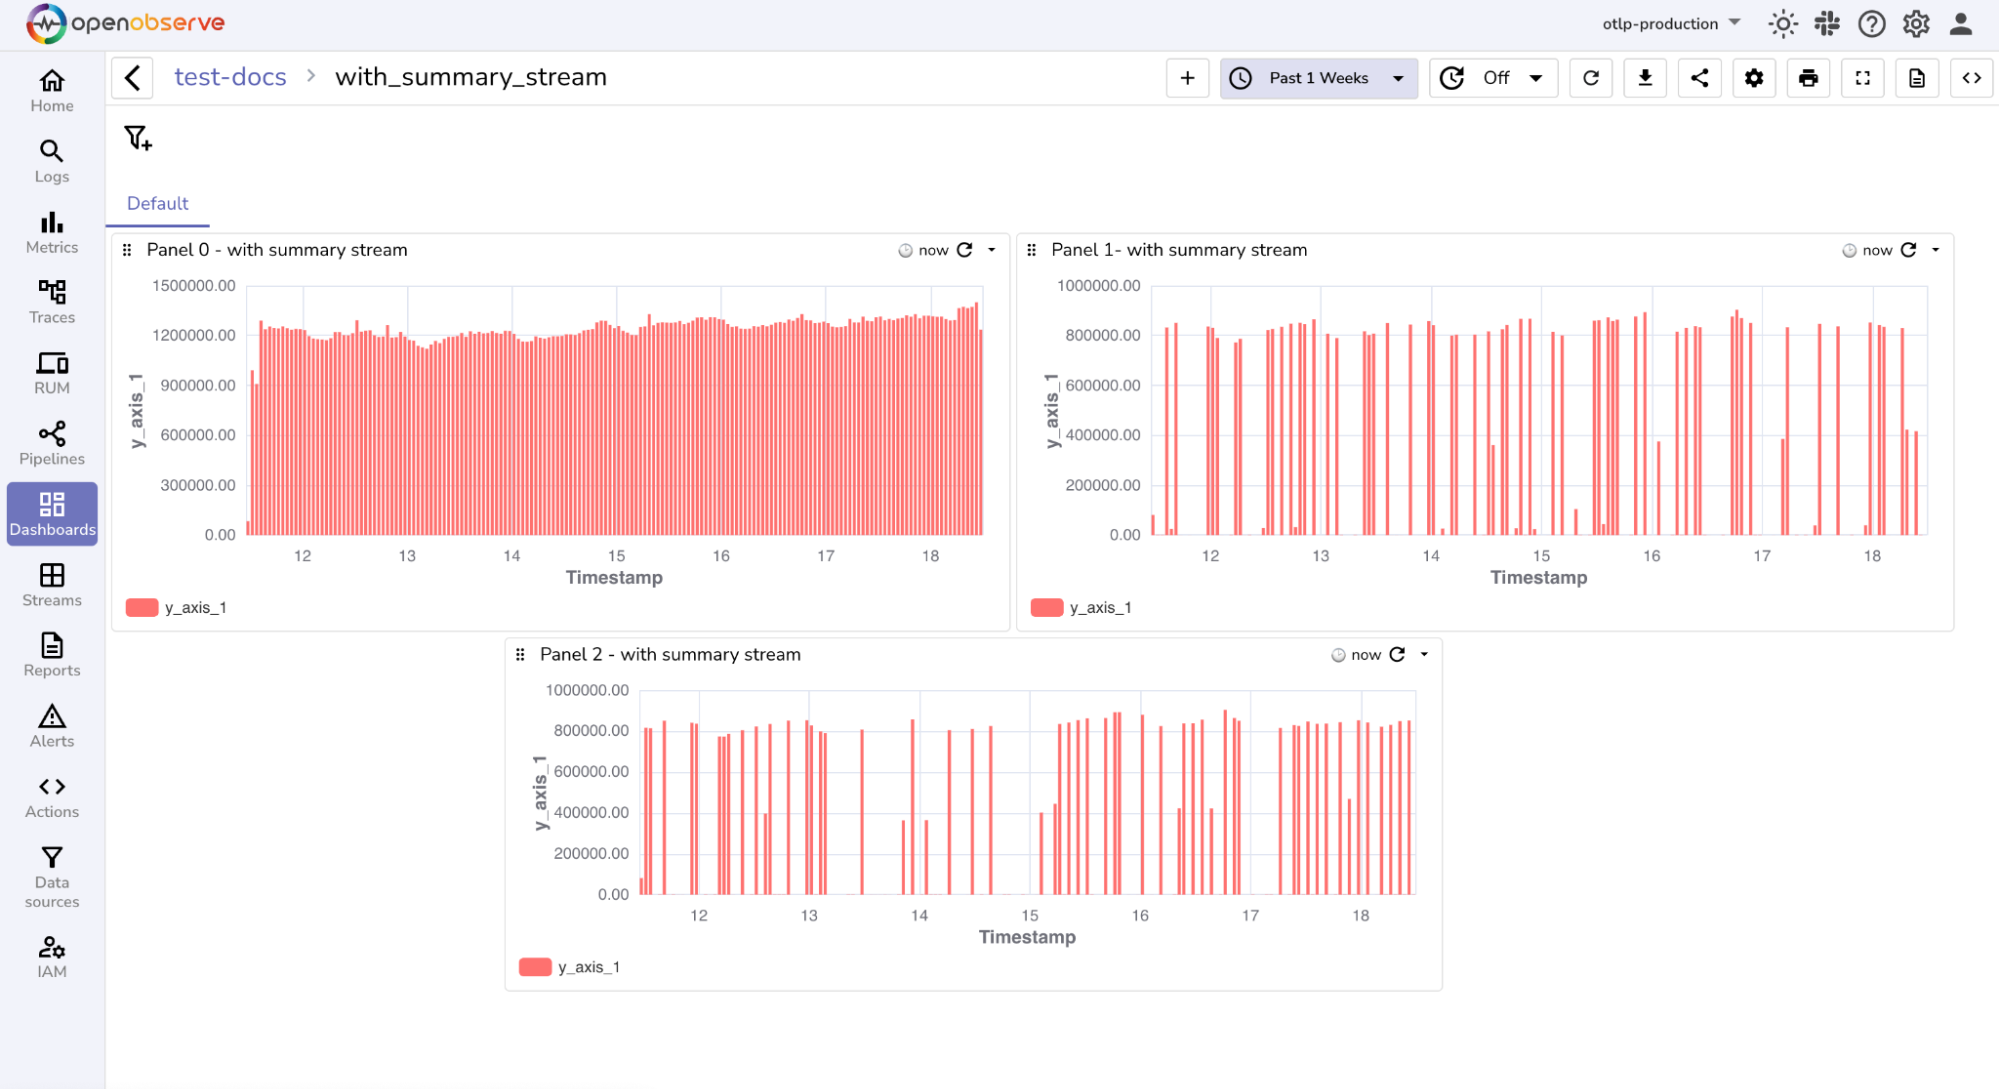 openobserve
otlp-production
Home
Logs
Metrics
Traces
RUM
Pipelines
Dashboards
Streams
Reports
Alerts
Actions
Data
sources
IAM
test-docs > with_summary_stream
+ Past 1 Weeks Off
Default
Panel 0 - with summary stream
now
1500000.00
1200000.00
900000.00
600000.00
300000.00
0.00
y_axis_1
12 13 14 15 16 17 18
Timestamp
y_axis_1
Panel 1- with summary stream
now
1000000.00
800000.00
600000.00
400000.00
200000.00
0.00
y_axis_1
12 13 14 15 16 17 18
Timestamp
y_axis_1
Panel 2 - with summary stream
now
1000000.00
800000.00
600000.00
400000.00
200000.00
0.00
y_axis_1
12 13 14 15 16 17 18
Timestamp
y_axis_1